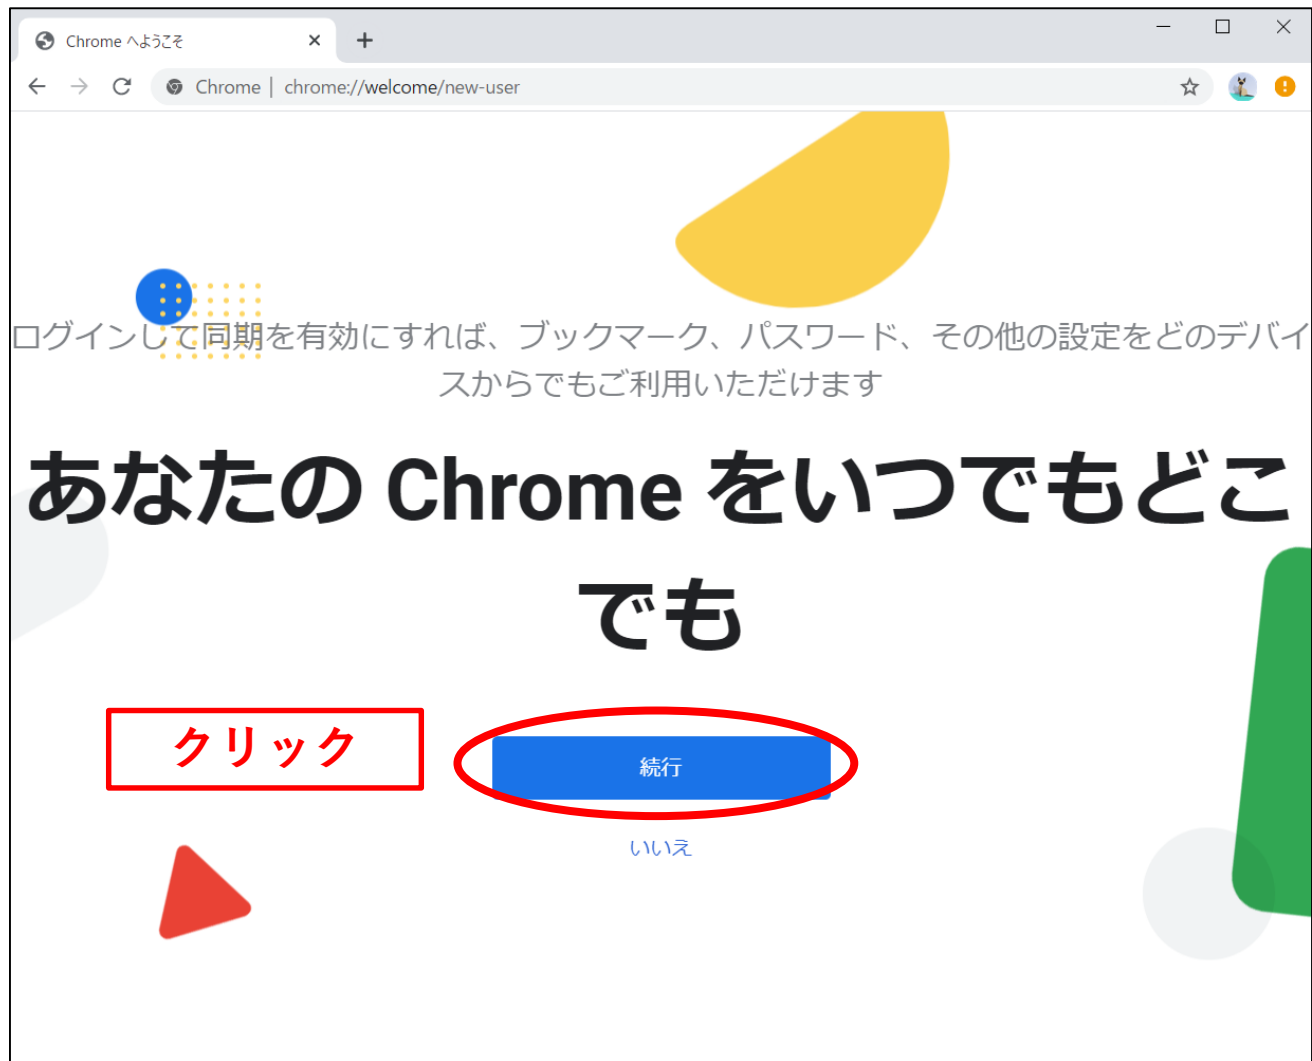 Chrome へようこそ
Chrome | chrome://welcome/new-user
ログインして同期を有効にすれば、ブックマーク、パスワード、その他の設定をどのデバイ
スからでもご利用いただけます
あなたの Chrome をいつでもどこ
でも
クリック
続行
いいえ